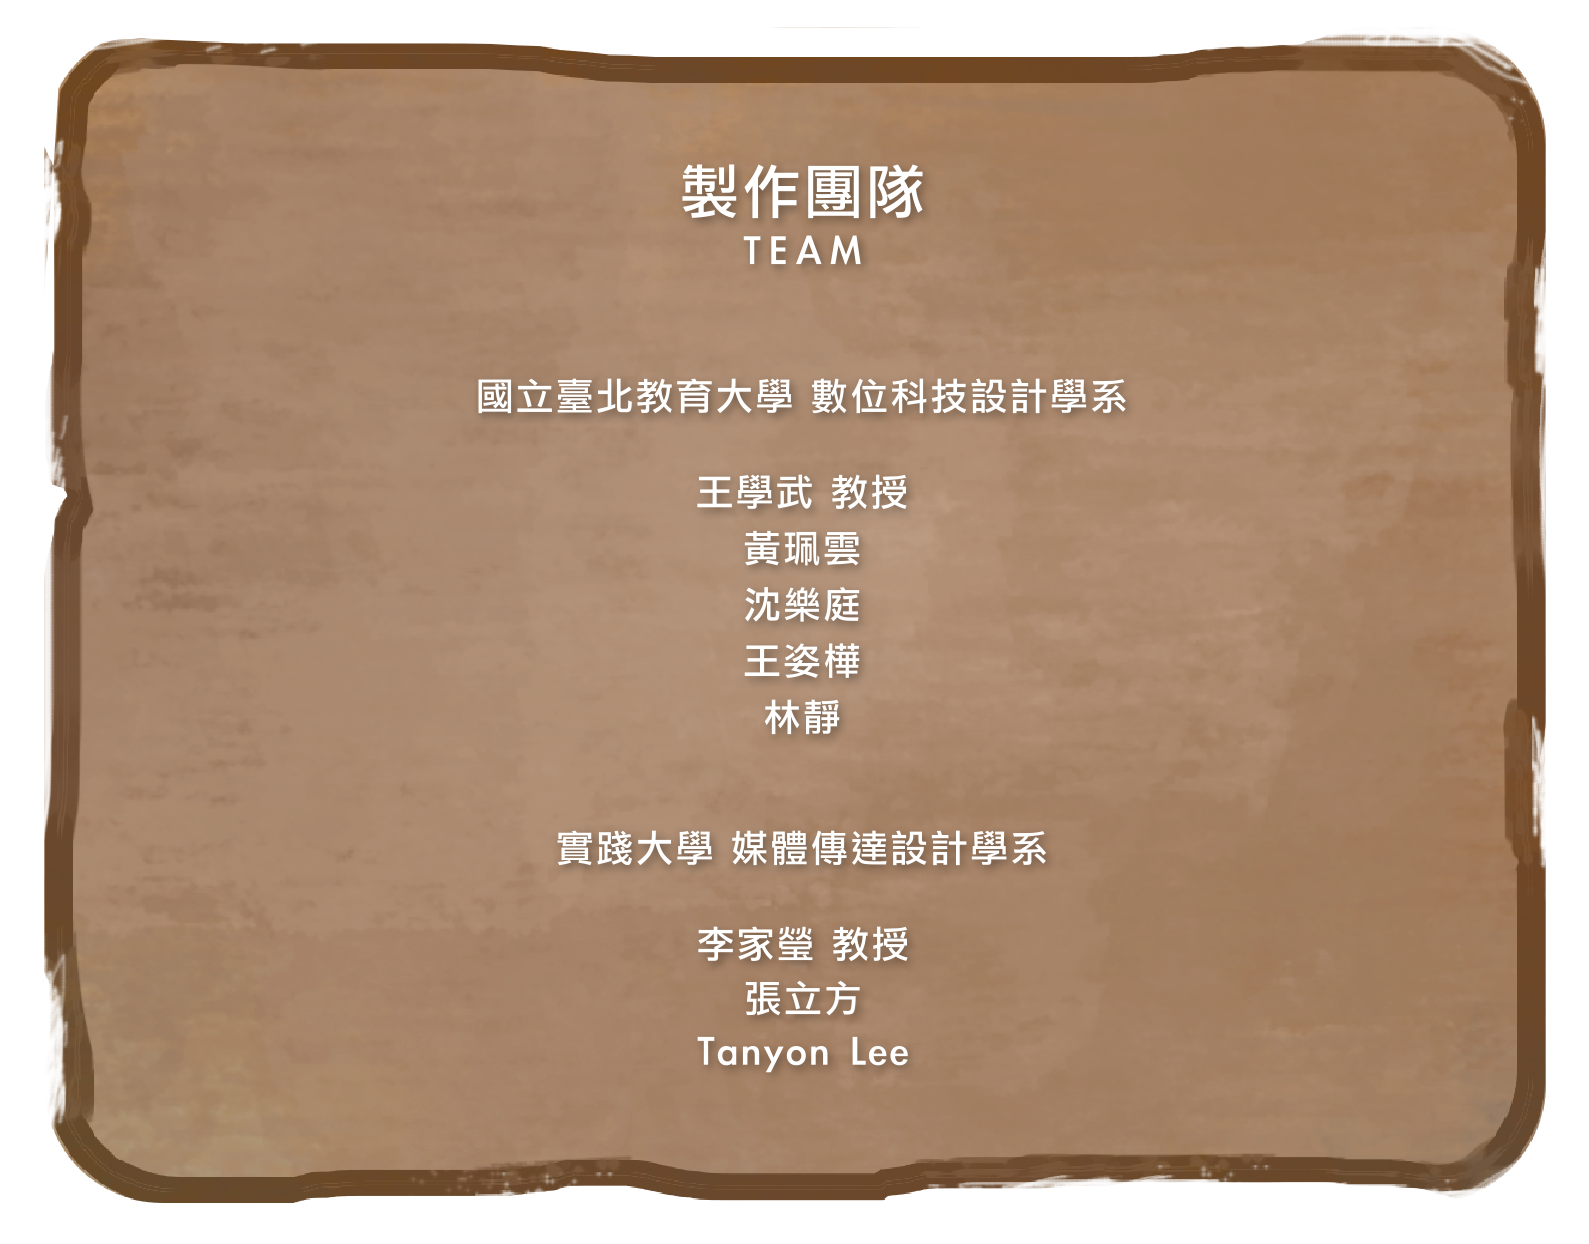 製作團隊
TEAM
國立臺北教育大學 數位科技設計學系
王學武 教授
黃珮雲
沈樂庭
王姿樺
林靜
實踐大學 媒體傳達設計學系
李家瑩 教授
張立方
Tanyon Lee